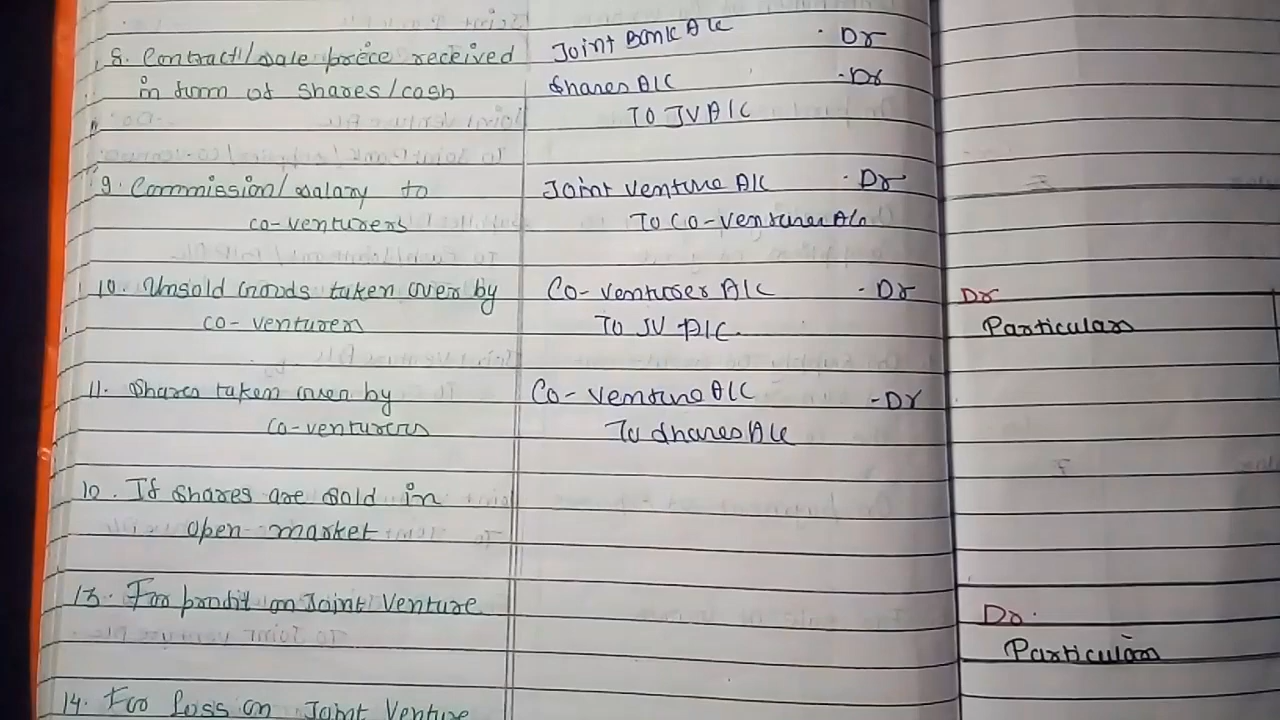 8. Contract/sale price received
in form of shares/cash
Joint Bank A/c - Dr
Shares A/c - Dr
To JV A/c
9. Commission/salary to
co-venturers
Joint Venture A/c - Dr
To Co-venturer A/c
10. Unsold Goods taken over by
co-venturers
Co-venturer A/c - Dr
To JV A/c.
11. Shares taken over by
co-venturers
Co-venture A/c - Dr
To shares A/c
12. If shares are sold in
open market
13. For profit on Joint Venture
14. For Loss on Joint Venture
Dr
Particulars
Dr.
Particulars